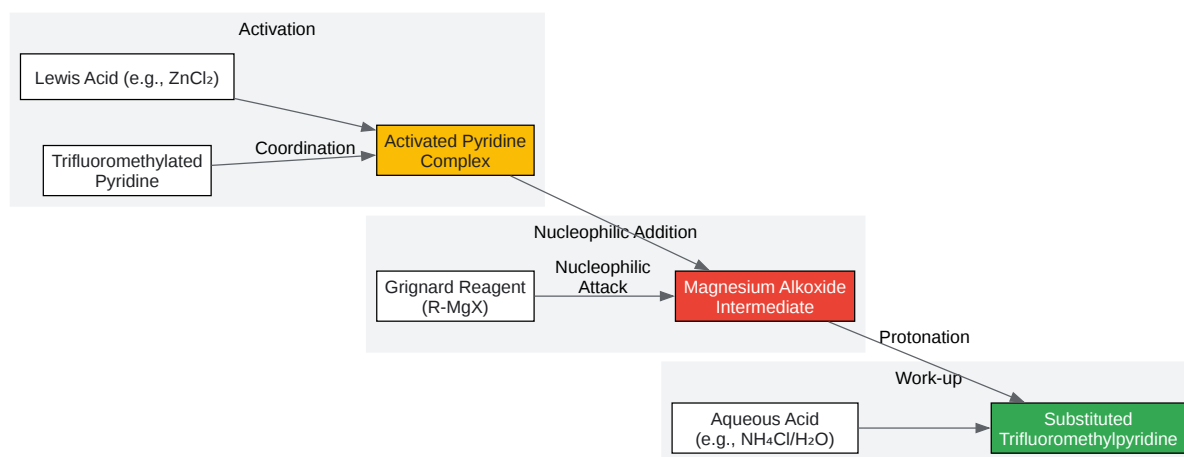 Activation
Lewis Acid (e.g., ZnCl₂)
Trifluoromethylated
Pyridine
Coordination
Activated Pyridine
Complex
Nucleophilic Addition
Grignard Reagent
(R-MgX)
Nucleophilic
Attack
Magnesium Alkoxide
Intermediate
Protonation
Work-up
Aqueous Acid
(e.g., NH₄Cl/H₂O)
Substituted
Trifluoromethylpyridine